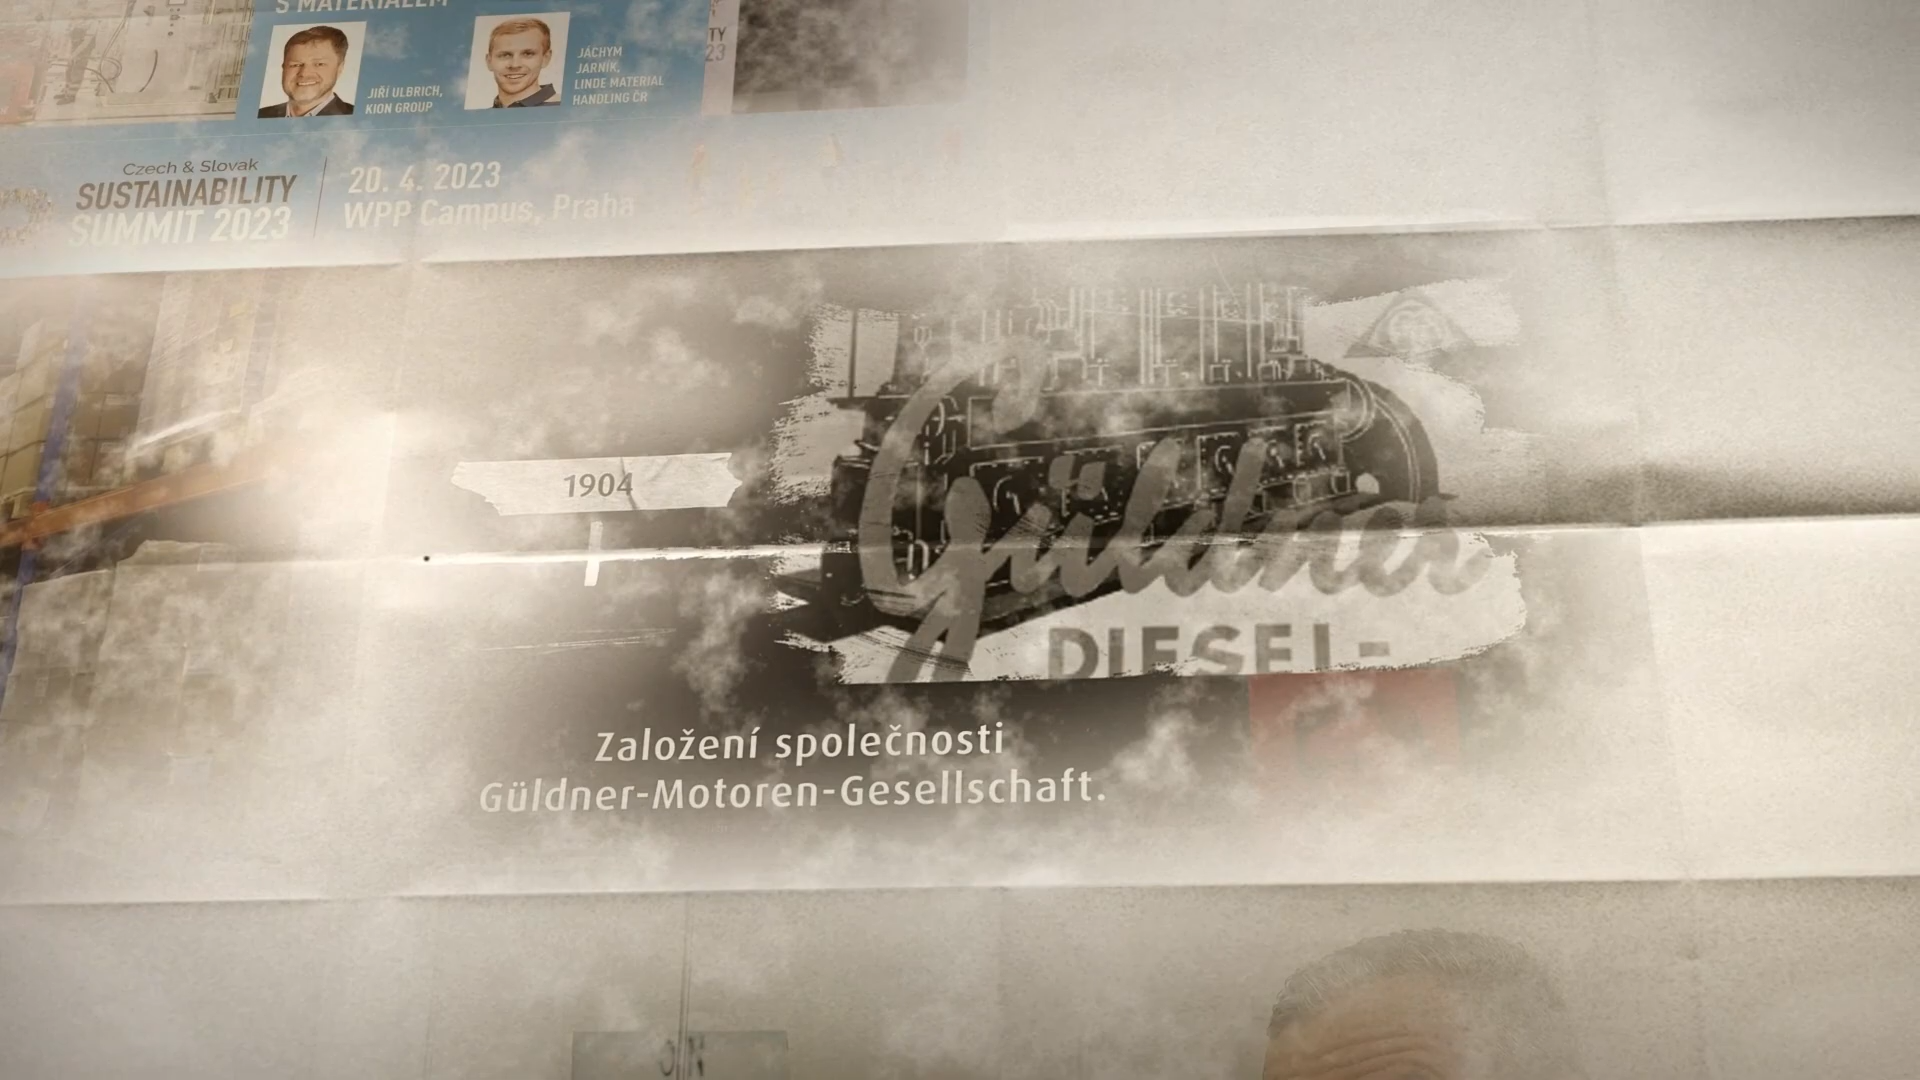 S MATERIÁLEM
JIŘÍ ULBRICH,
KION GROUP
JÁCHYM
JARNÍK,
LINDE MATERIAL
HANDLING ČR
TY
23
Czech & Slovak
SUSTAINABILITY
SUMMIT 2023
20. 4. 2023
WPP Campus, Praha
1904
Güldner
DIESEL-
Založení společnosti
Güldner-Motoren-Gesellschaft.